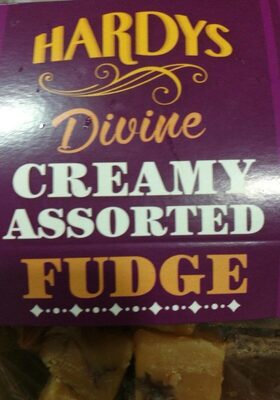 HARDYS
Divine
CREAMY
ASSORTED
FUDGE